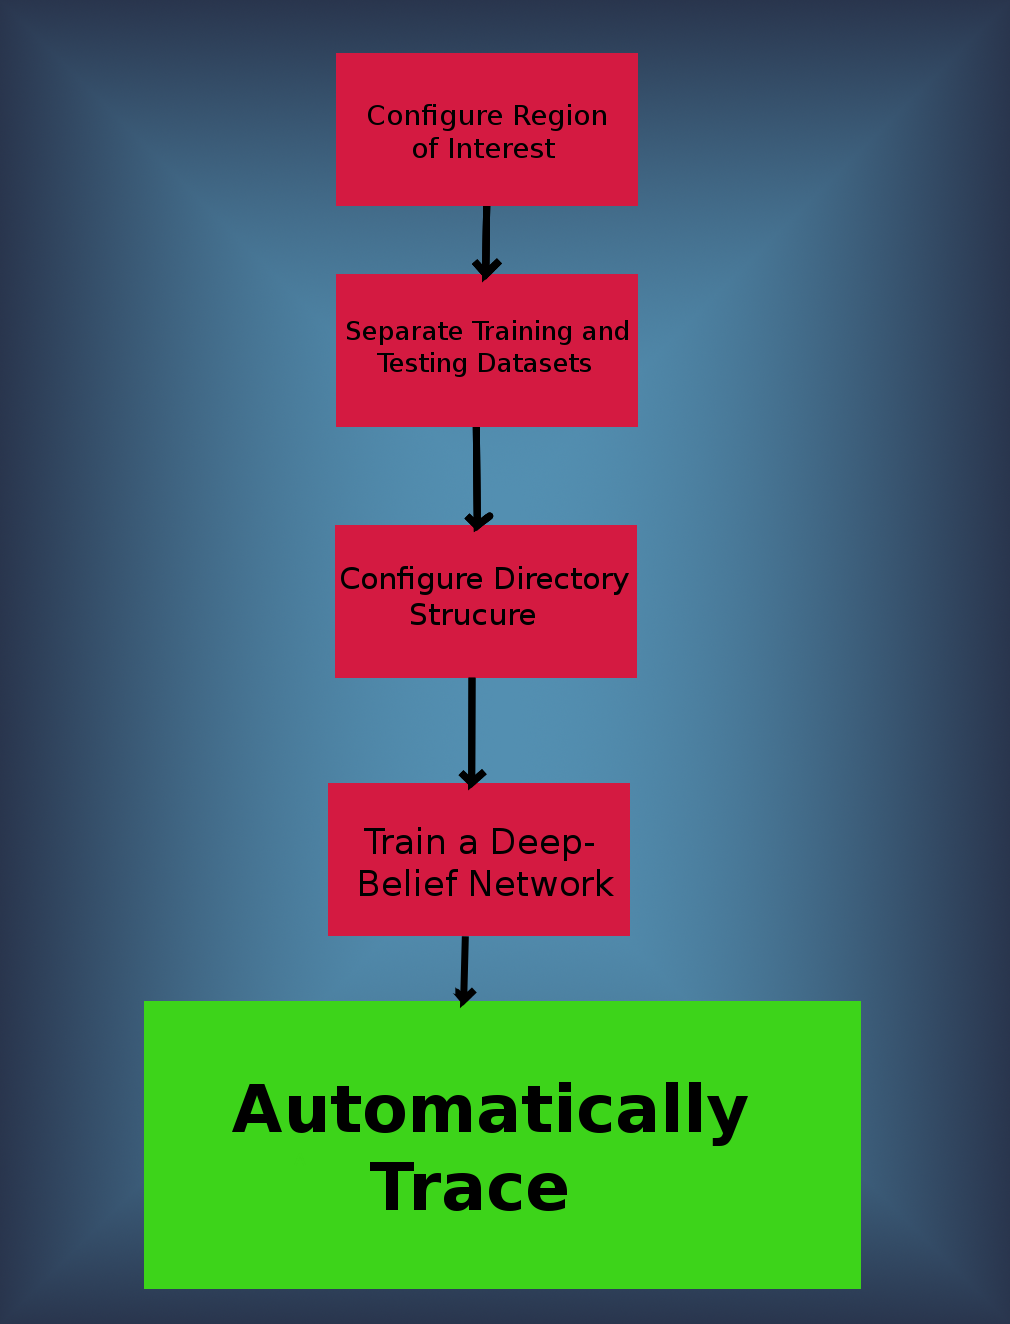 Configure Region
of Interest
Separate Training and
Testing Datasets
Configure Directory
Strucure
Train a Deep-
Belief Network
Automatically
Trace